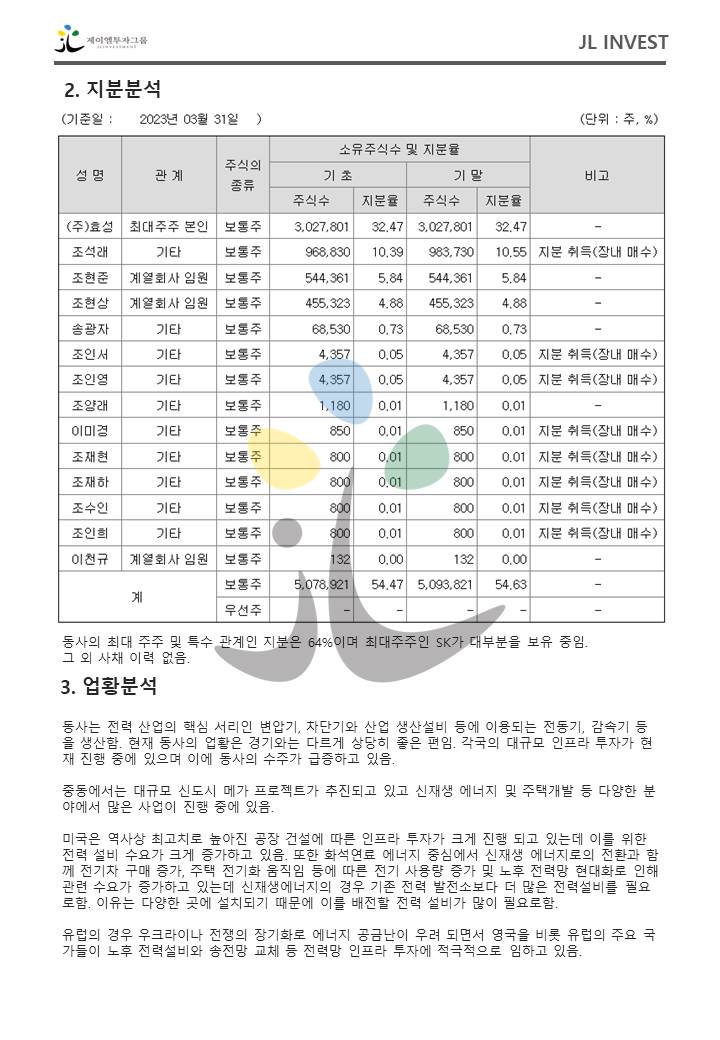 제이엘투자그룹
JLINVESTMENT
JL INVEST
2. 지분분석
(기준일 : 2023년 03월 31일 ) (단위 : 주, %)
성 명 관 계 주식의 종류 소유주식수 및 지분율 비고
기 초 기 말
주식수 지분율 주식수 지분율
(주)효성 최대주주 본인 보통주 3,027,801 32.47 3,027,801 32.47 -
조석래 기타 보통주 968,830 10.39 983,730 10.55 지분 취득(장내 매수)
조현준 계열회사 임원 보통주 544,361 5.84 544,361 5.84 -
조현상 계열회사 임원 보통주 455,323 4.88 455,323 4.88 -
송광자 기타 보통주 68,530 0.73 68,530 0.73 -
조인서 기타 보통주 4,357 0.05 4,357 0.05 지분 취득(장내 매수)
조인영 기타 보통주 4,357 0.05 4,357 0.05 지분 취득(장내 매수)
조양래 기타 보통주 1,180 0.01 1,180 0.01 -
이미경 기타 보통주 850 0.01 850 0.01 지분 취득(장내 매수)
조재현 기타 보통주 800 0.01 800 0.01 지분 취득(장내 매수)
조재하 기타 보통주 800 0.01 800 0.01 지분 취득(장내 매수)
조수인 기타 보통주 800 0.01 800 0.01 지분 취득(장내 매수)
조인희 기타 보통주 800 0.01 800 0.01 지분 취득(장내 매수)
이천규 계열회사 임원 보통주 132 0.00 132 0.00 -
계 보통주 5,078,921 54.47 5,093,821 54.63 -
우선주 - - - - -
동사의 최대 주주 및 특수 관계인 지분은 64%이며 최대주주인 SK가 대부분을 보유 중임.
그 외 사채 이력 없음.
3. 업황분석
동사는 전력 산업의 핵심 서리인 변압기, 차단기와 산업 생산설비 등에 이용되는 전동기, 감속기 등
을 생산함. 현재 동사의 업황은 경기와는 다르게 상당히 좋은 편임. 각국의 대규모 인프라 투자가 현
재 진행 중에 있으며 이에 동사의 수주가 급증하고 있음.
중동에서는 대규모 신도시 메가 프로젝트가 추진되고 있고 신재생 에너지 및 주택개발 등 다양한 분
야에서 많은 사업이 진행 중에 있음.
미국은 역사상 최고치로 높아진 공장 건설에 따른 인프라 투자가 크게 진행 되고 있는데 이를 위한
전력 설비 수요가 크게 증가하고 있음. 또한 화석연료 에너지 중심에서 신재생 에너지로의 전환과 함
께 전기차 구매 증가, 주택 전기화 움직임 등에 따른 전기 사용량 증가 및 노후 전력망 현대화로 인해
관련 수요가 증가하고 있는데 신재생에너지의 경우 기존 전력 발전소보다 더 많은 전력설비를 필요
로함. 이유는 다양한 곳에 설치되기 때문에 이를 배전할 전력 설비가 많이 필요로함.
유럽의 경우 우크라이나 전쟁의 장기화로 에너지 공금난이 우려 되면서 영국을 비롯 유럽의 주요 국
가들이 노후 전력설비와 송전망 교체 등 전력망 인프라 투자에 적극적으로 임하고 있음.